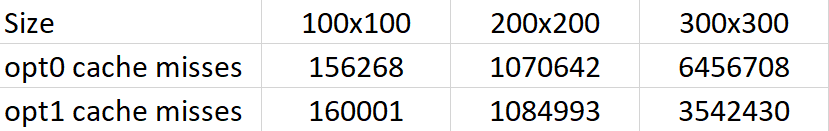 Size 100x100 200x200 300x300
opt0 cache misses 156268 1070642 6456708
opt1 cache misses 160001 1084993 3542430